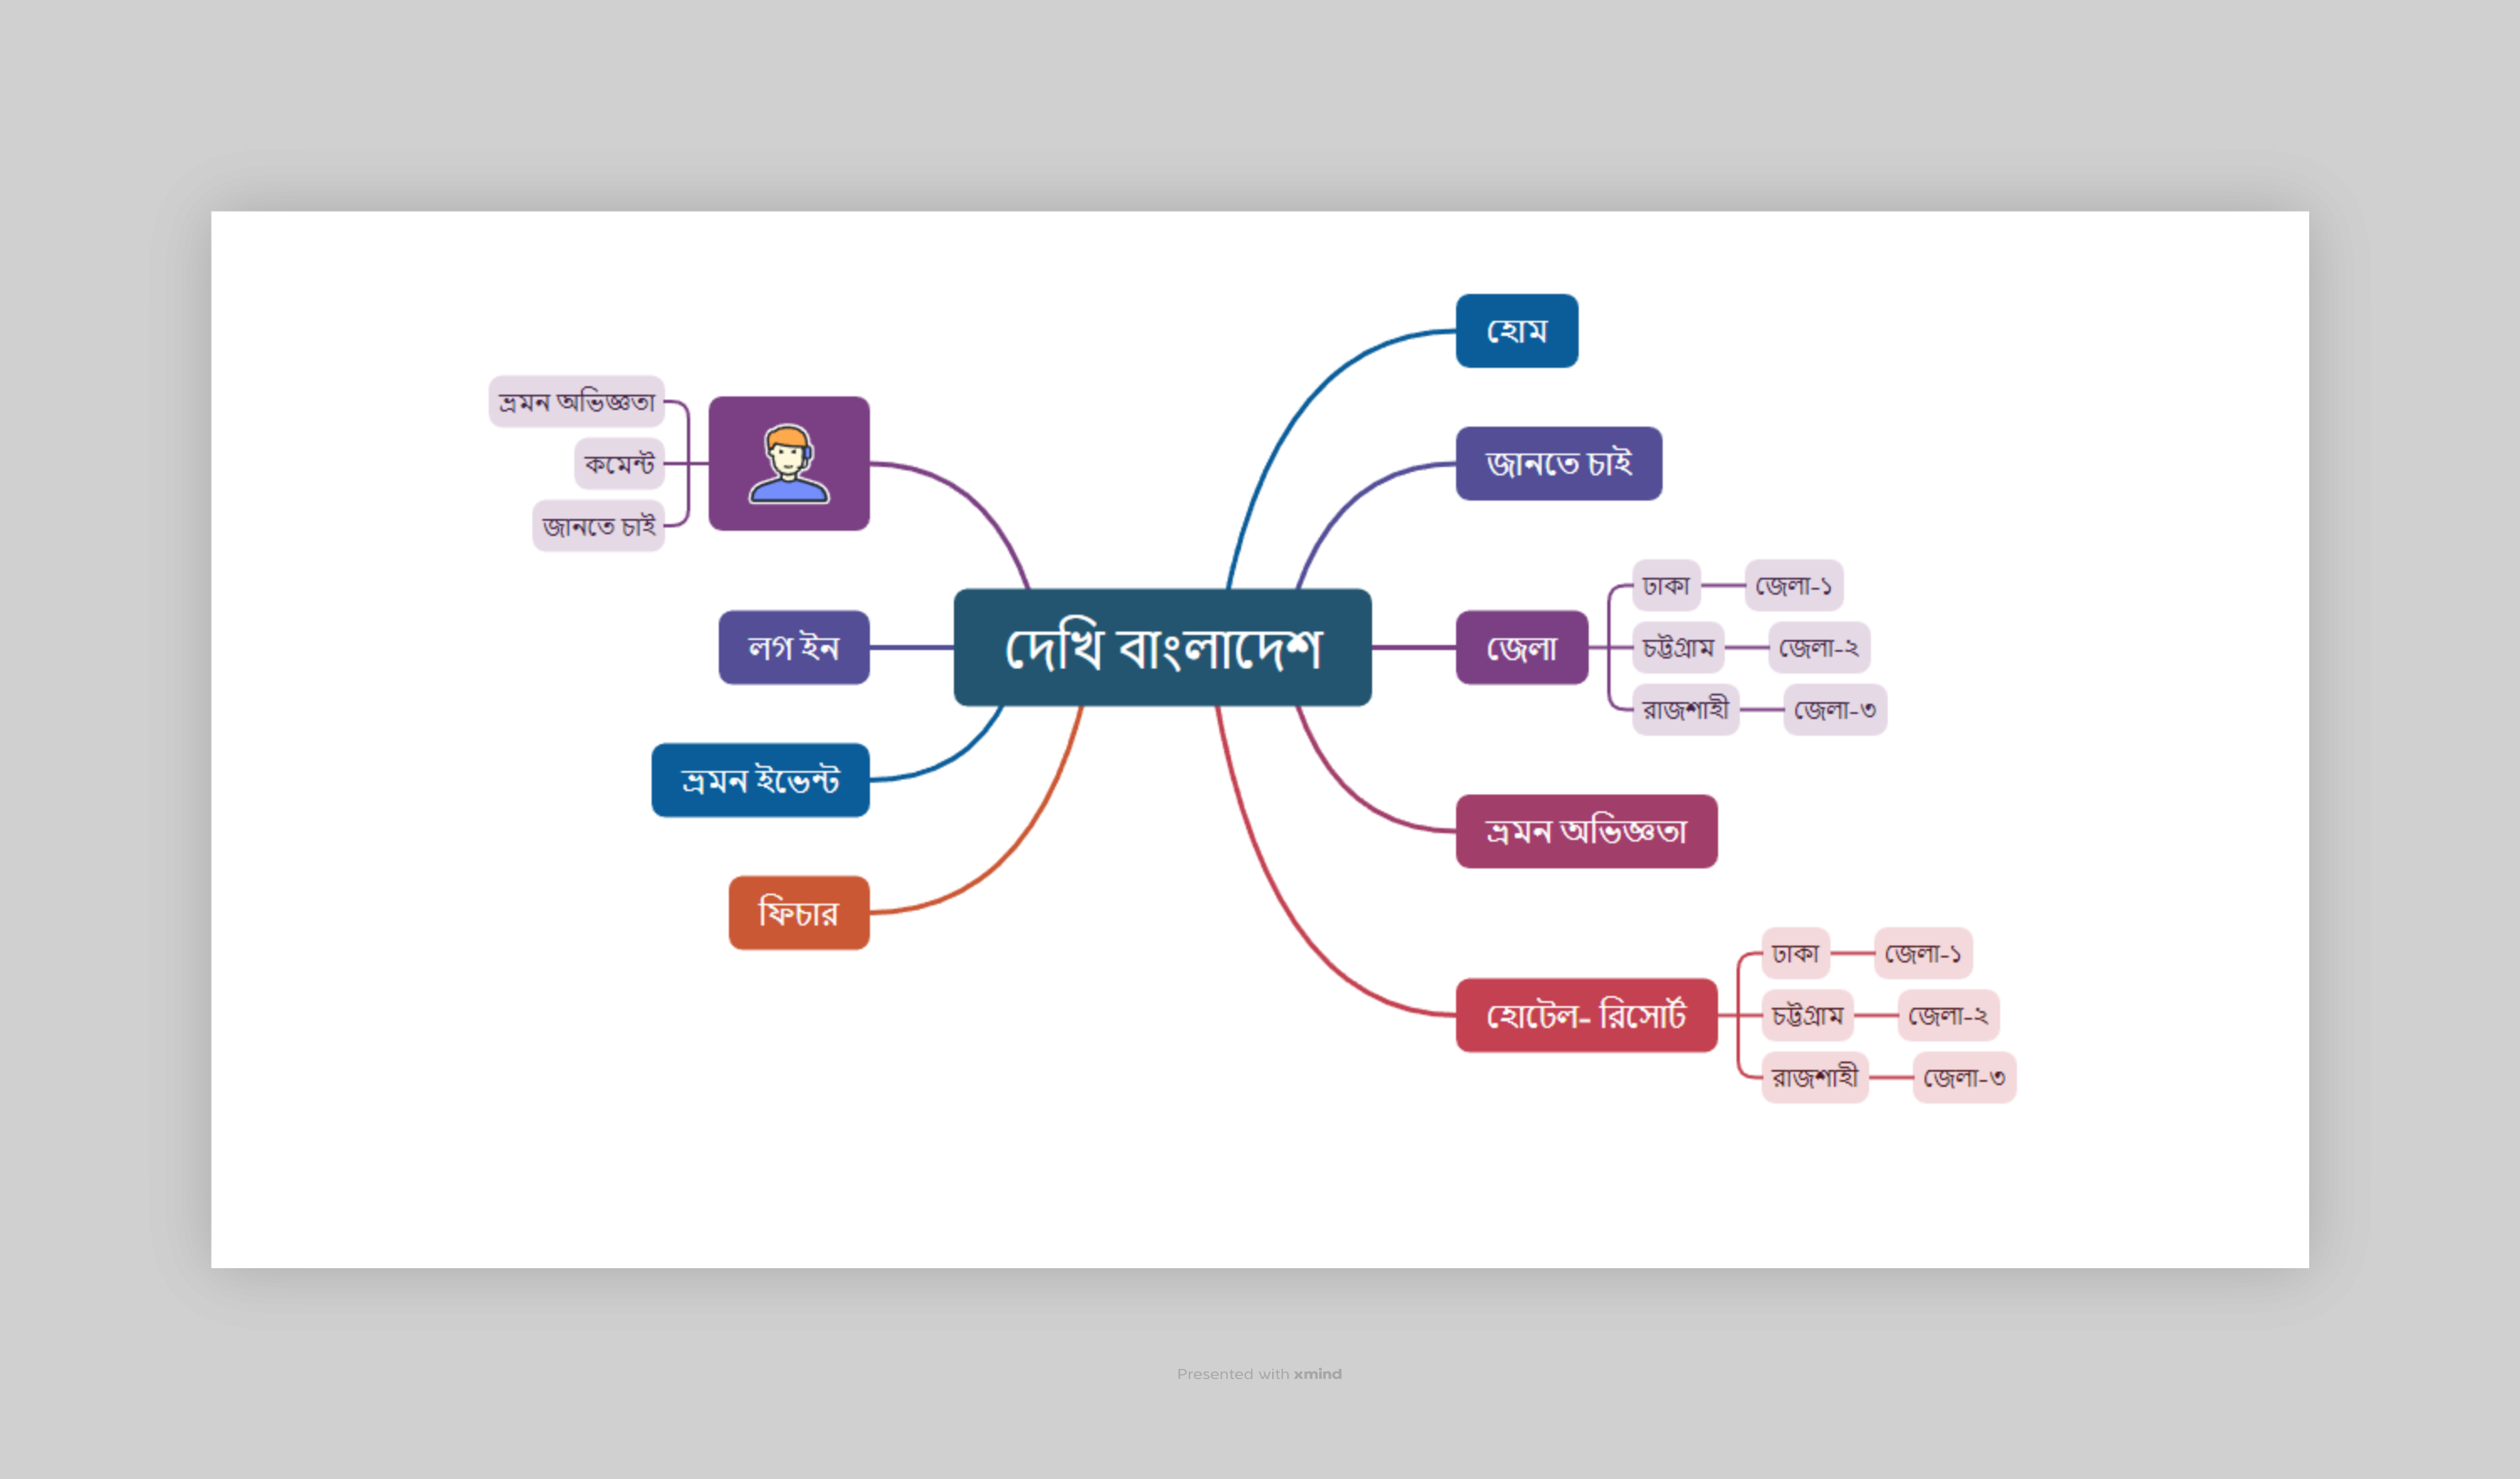 হোম
জানতে চাই
জেলা
ঢাকা
জেলা-১
চট্টগ্রাম
জেলা-২
রাজশাহী
জেলা-৩
ভ্রমন অভিজ্ঞতা
হোটেল- রিসোর্ট
ঢাকা
জেলা-১
চট্টগ্রাম
জেলা-২
রাজশাহী
জেলা-৩
দেখি বাংলাদেশ
ভ্রমন অভিজ্ঞতা
কমেন্ট
জানতে চাই
লগ ইন
ভ্রমন ইভেন্ট
ফিচার
Presented with xmind